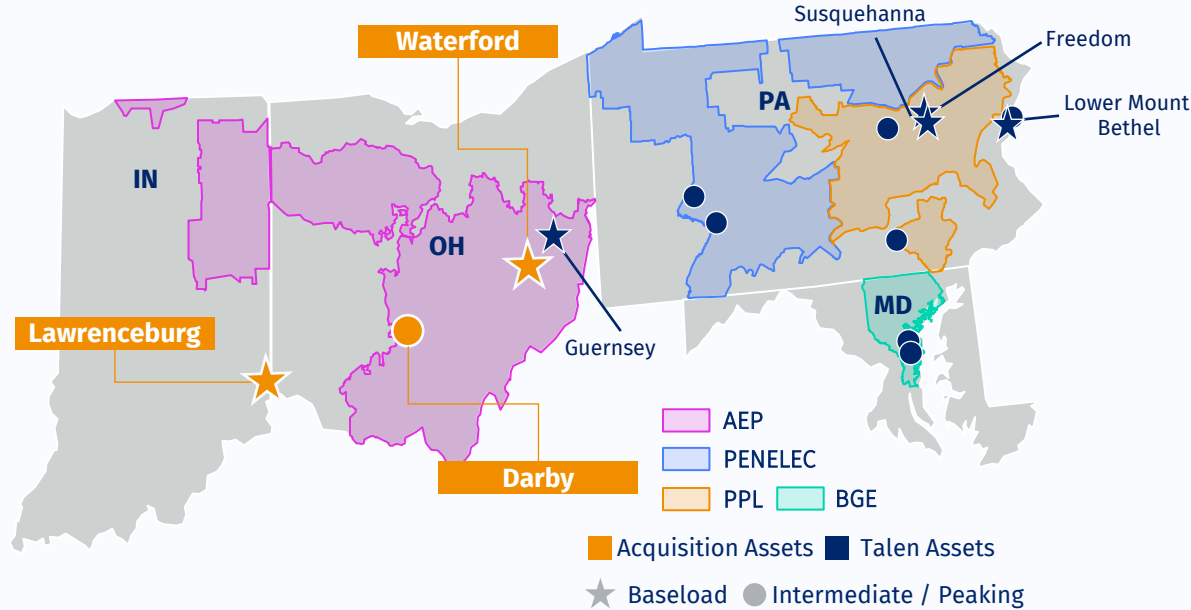 Susquehanna
Waterford
Freedom
PA
Lower Mount
Bethel
IN
OH
MD
Lawrenceburg
Guernsey
AEP
PENELEC
Darby
PPL
BGE
Acquisition Assets
Talen Assets
Baseload
Intermediate / Peaking